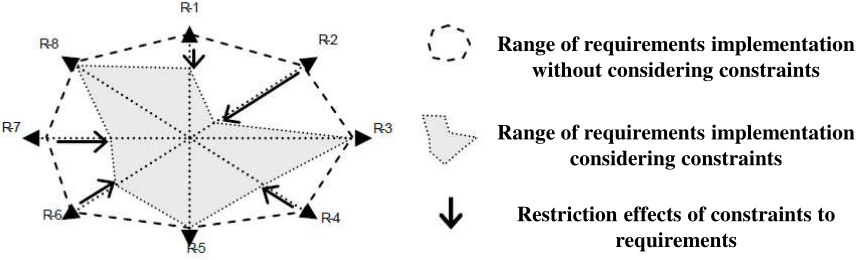 R-1
R-8
R-2
R-7
R-3
R-6
R-4
R-5
Range of requirements implementation
without considering constraints
Range of requirements implementation
considering constraints
Restriction effects of constraints to
requirements